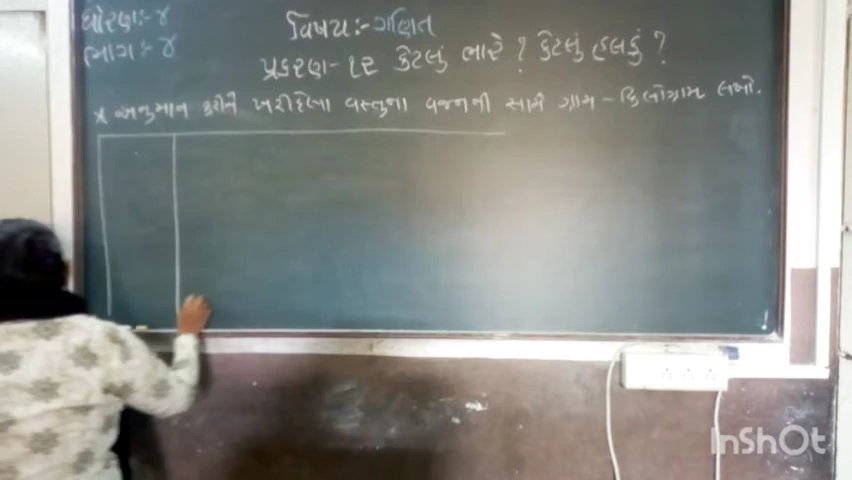 ધોરણઃ-૪
ભાગઃ-૪
વિષયઃ-ગણિત
પ્રકરણ-૧૨ કેટલું ભારે ? કેટલું હલકું ?
* અનુમાન કરીને ખરીદેલા વસ્તુના વજનની સામે ગ્રામ - કિલોગ્રામ લખો.
InShOt